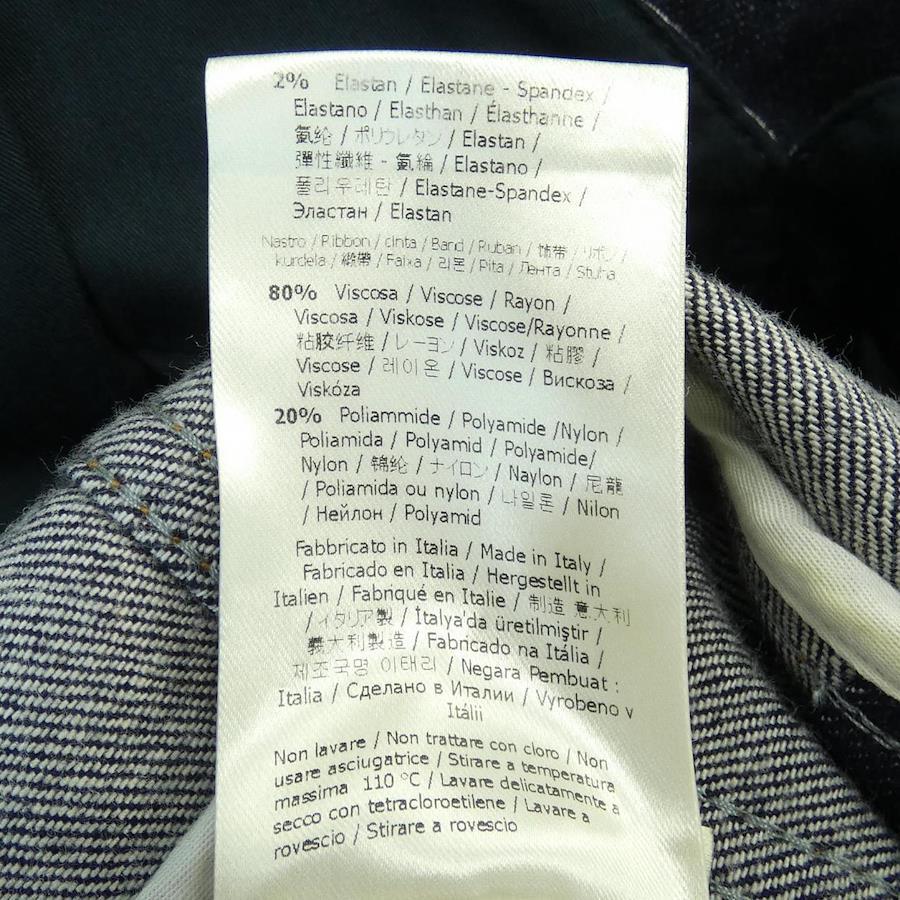 2% Elastan / Elastane - Spandex /
Elastano / Elasthan / Élasthanne /
氨纶 / ポリウレタン / Elastan /
彈性纖維 - 氨綸 / Elastano /
폴리우레탄 / Elastane-Spandex /
Эластан / Elastan
Nastro / Ribbon / cinta / Band / Ruban / 饰带 / リボン /
kurdela / 緞帶 / Faixa / 리본 / Pita / Лента / Stuha
80% Viscosa / Viscose / Rayon /
Viscosa / Viskose / Viscose/Rayonne /
粘胶纤维 / レーヨン / Viskoz / 粘膠 /
Viscose / 레이온 / Viscose / Вискоза /
Viskóza
20% Poliammide / Polyamide /Nylon /
Poliamida / Polyamid / Polyamide/
Nylon / 锦纶 / ナイロン / Naylon / 尼龍
/ Poliamida ou nylon / 나일론 / Nilon
/ Нейлон / Polyamid
Fabbricato in Italia / Made in Italy /
Fabricado en Italia / Hergestellt in
Italien / Fabriqué en Italie / 制造 意大利
/ イタリア製 / İtalya'da üretilmiştir /
義大利製造 / Fabricado na Itália /
제조국명 이태리 / Negara Pembuat :
Italia / Сделано в Италии / Vyrobeno v
Itálii
Non lavare / Non trattare con cloro / Non
usare asciugatrice / Stirare a temperatura
massima 110 °C / Lavare delicatamente a
secco con tetracloroetilene / Lavare a
rovescio / Stirare a rovescio